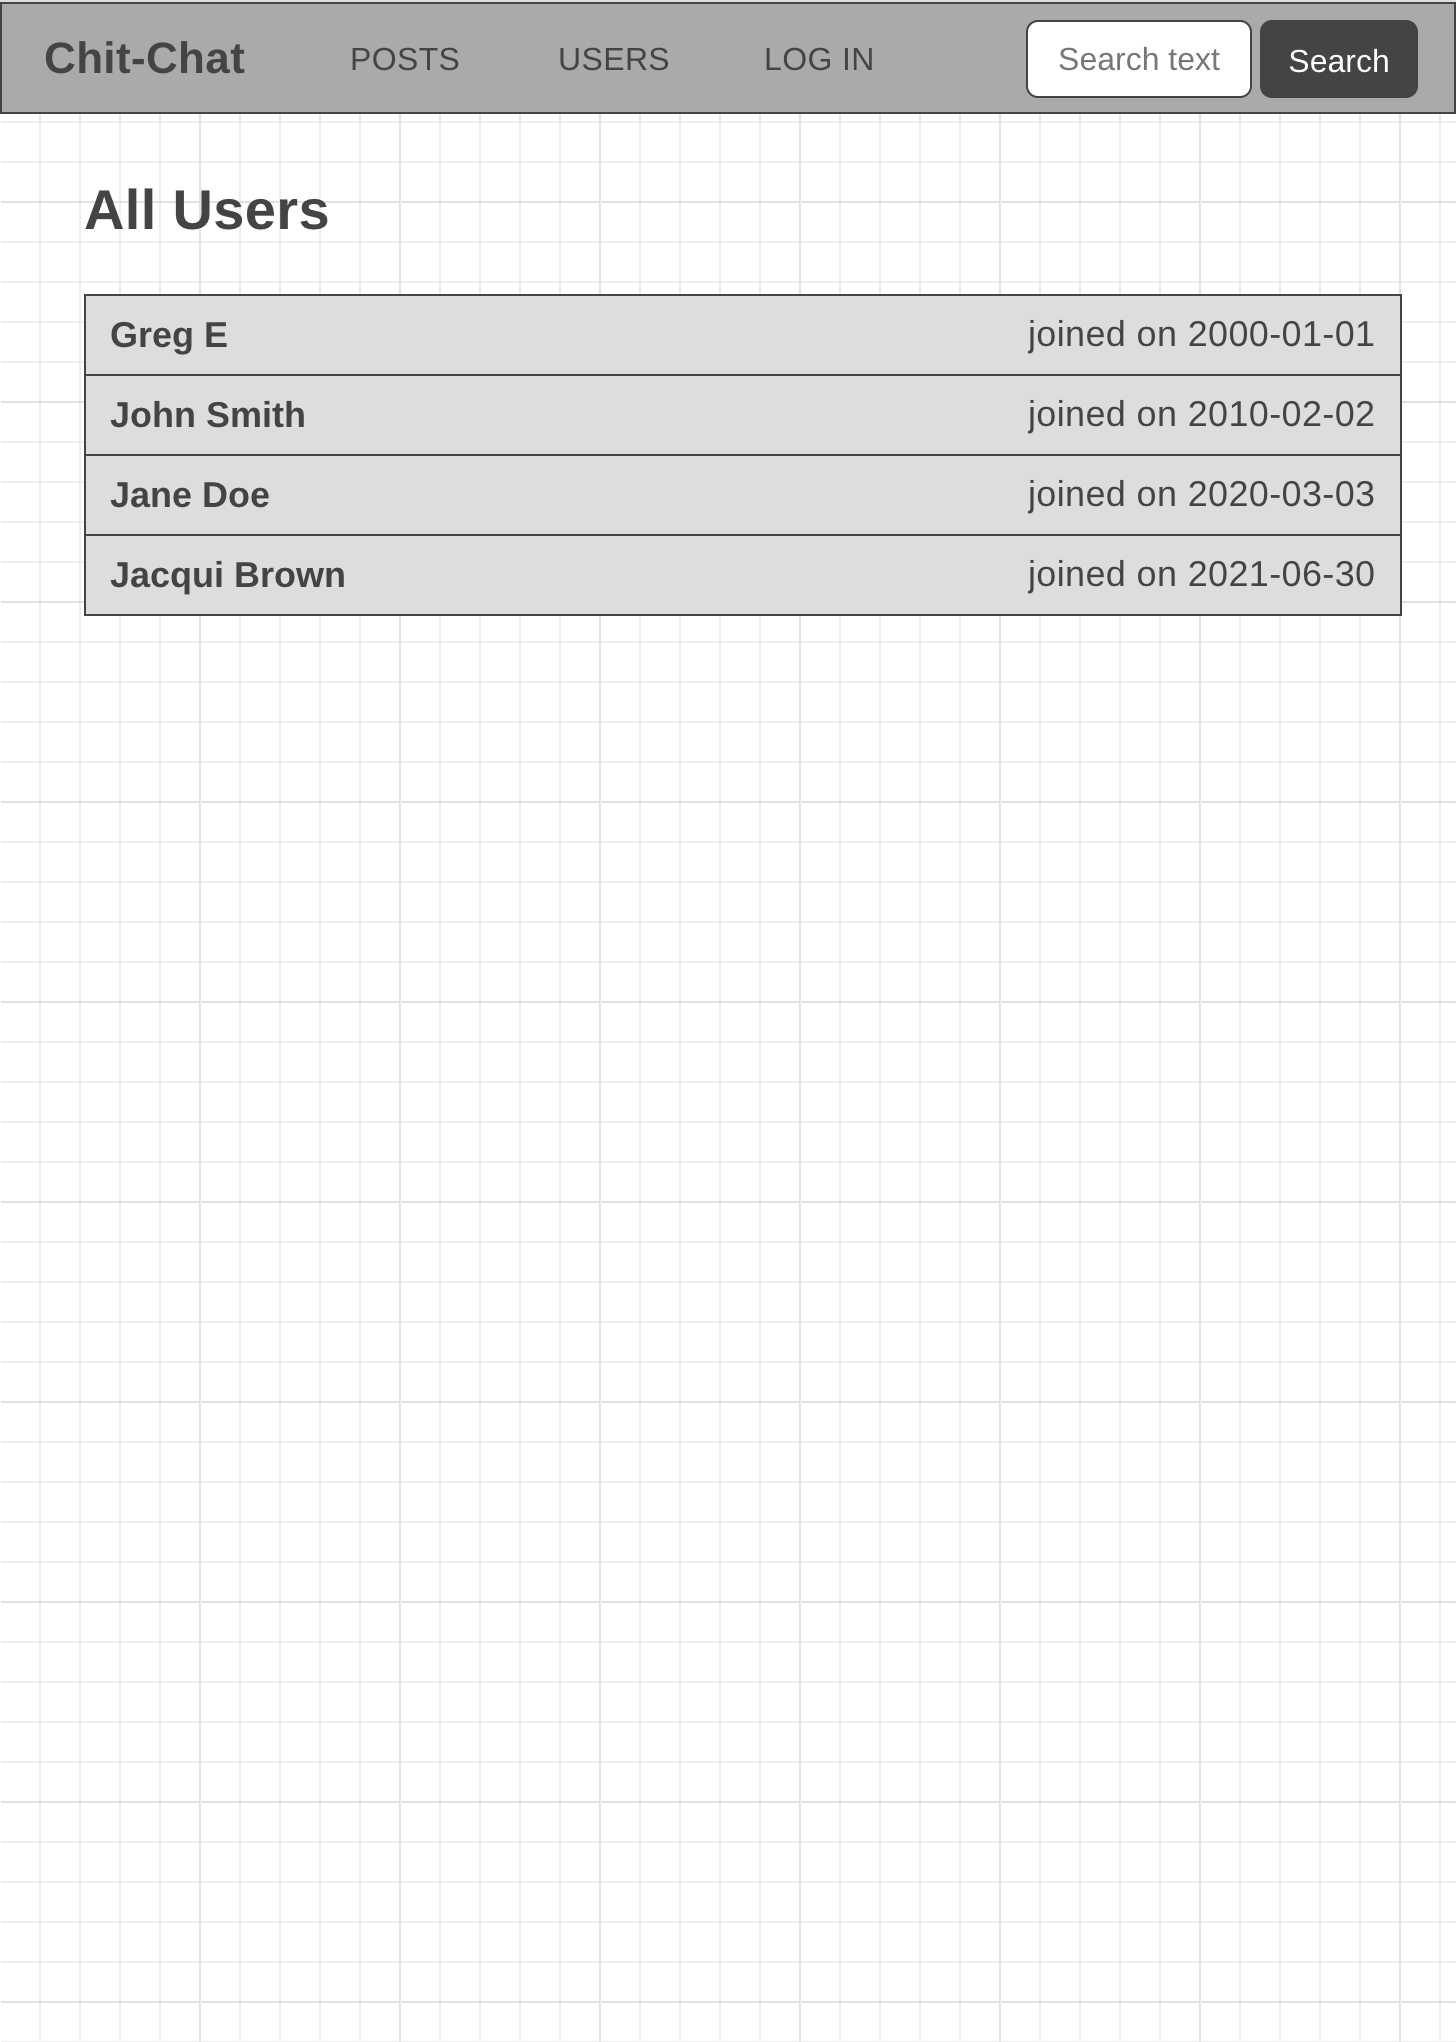 Chit-Chat POSTS USERS LOG IN Search text Search
All Users
Greg E joined on 2000-01-01
John Smith joined on 2010-02-02
Jane Doe joined on 2020-03-03
Jacqui Brown joined on 2021-06-30